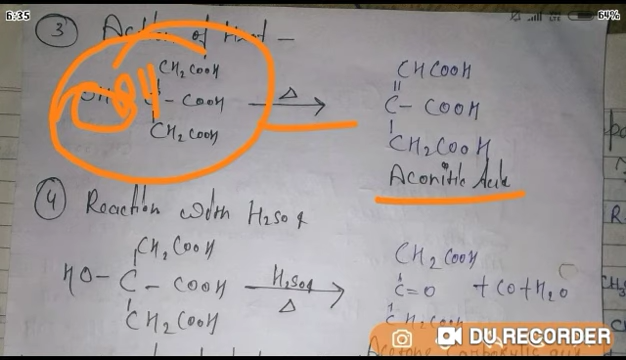 6:35 64%
③ Action of Heat -
CH2COOH
C - COOH △
CH2COOH
CHCOOH
C - COOH
CH2COOH
Aconitic Acid
④ Reaction with H2SO4
CH2COOH
HO - C - COOH H2SO4 △
CH2COOH
CH2COOH
C=O + CO + H2O
CH2COOH
DU RECORDER